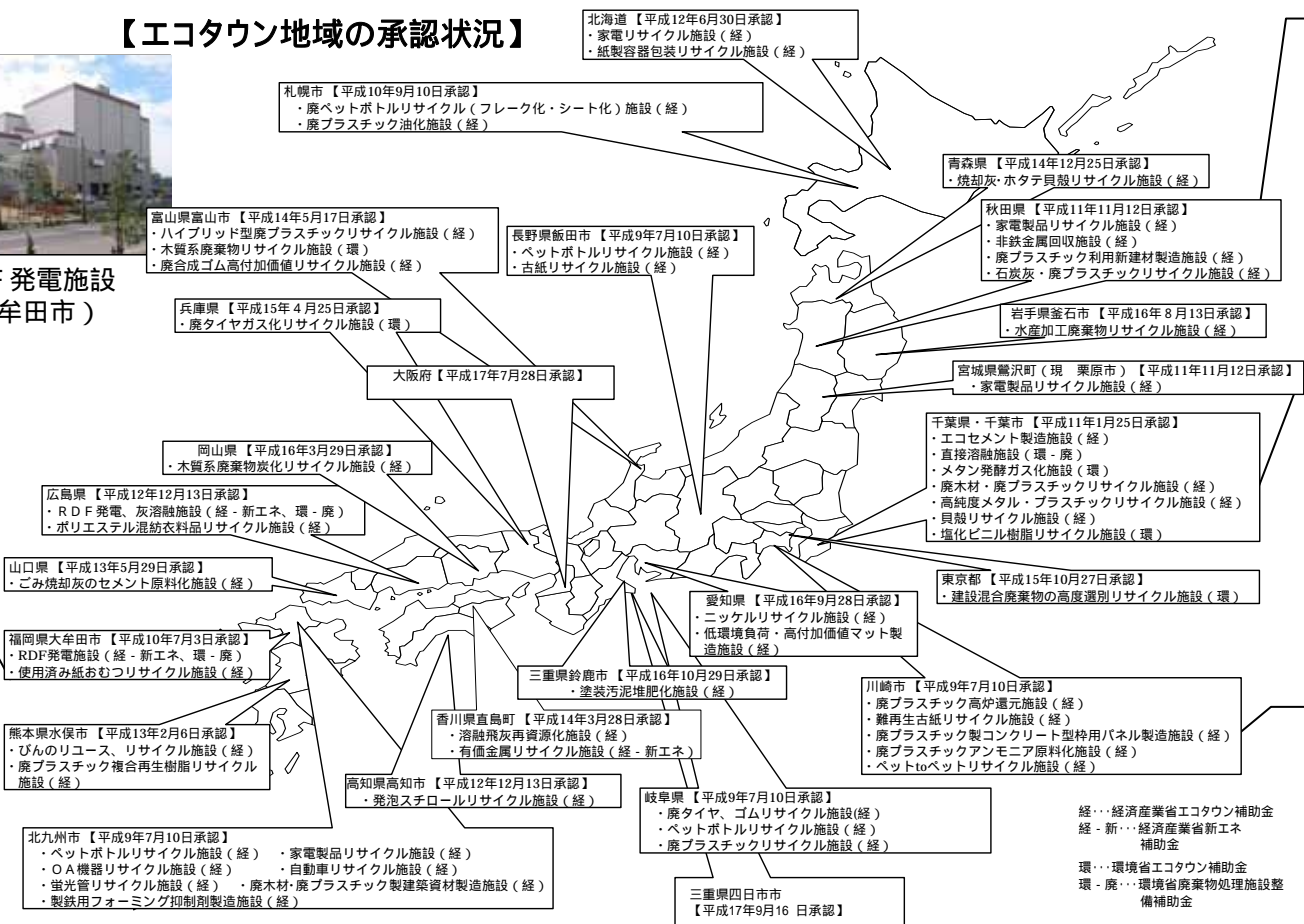 【エコタウン地域の承認状況】
北海道 【平成12年6月30日承認】
・家電リサイクル施設（経）
・紙製容器包装リサイクル施設（経）
札幌市 【平成10年9月10日承認】
・廃ペットボトルリサイクル（フレーク化・シート化）施設（経）
・廃プラスチック油化施設（経）
青森県 【平成14年12月25日承認】
・焼却灰・ホタテ貝殻リサイクル施設（経）
秋田県 【平成11年11月12日承認】
・家電製品リサイクル施設（経）
・非鉄金属回収施設（経）
・廃プラスチック利用新建材製造施設（経）
・石炭灰・廃プラスチックリサイクル施設（経）
富山県富山市 【平成14年5月17日承認】
・ハイブリッド型廃プラスチックリサイクル施設（経）
・木質系廃棄物リサイクル施設（環）
・廃合成ゴム高付加価値リサイクル施設（経）
長野県飯田市 【平成9年7月10日承認】
・ペットボトルリサイクル施設（経）
・古紙リサイクル施設（経）
発電施設
牟田市）
兵庫県 【平成15年４月25日承認】
・廃タイヤガス化リサイクル施設（環）
岩手県釜石市 【平成16年８月13日承認】
・水産加工廃棄物リサイクル施設（経）
大阪府【平成17年7月28日承認】
宮城県鶯沢町（現　栗原市） 【平成11年11月12日承認】
・家電製品リサイクル施設（経）
千葉県・千葉市 【平成11年1月25日承認】
・エコセメント製造施設（経）
・直接溶融施設（環 - 廃）
・メタン発酵ガス化施設（環）
・廃木材・廃プラスチックリサイクル施設（経）
・高純度メタル・プラスチックリサイクル施設（経）
・貝殻リサイクル施設（経）
・塩化ビニル樹脂リサイクル施設（環）
岡山県 【平成16年3月29日承認】
・木質系廃棄物炭化リサイクル施設（経）
広島県 【平成12年12月13日承認】
・ＲＤＦ発電、灰溶融施設（経 - 新エネ、環 - 廃）
・ポリエステル混紡衣料品リサイクル施設（経）
山口県 【平成13年5月29日承認】
・ごみ焼却灰のセメント原料化施設（経）
東京都 【平成15年10月27日承認】
・建設混合廃棄物の高度選別リサイクル施設（環）
愛知県 【平成16年9月28日承認】
・ニッケルリサイクル施設（経）
・低環境負荷・高付加価値マット製
造施設（経）
福岡県大牟田市 【平成10年7月3日承認】
・RDF発電施設（経 - 新エネ、環 - 廃）
・使用済み紙おむつリサイクル施設（経）
三重県鈴鹿市 【平成16年10月29日承認】
・塗装汚泥堆肥化施設（経）
川崎市 【平成9年7月10日承認】
・廃プラスチック高炉還元施設（経）
・難再生古紙リサイクル施設（経）
・廃プラスチック製コンクリート型枠用パネル製造施設（経）
・廃プラスチックアンモニア原料化施設（経）
・ペットtoペットリサイクル施設（経）
香川県直島町 【平成14年3月28日承認】
・溶融飛灰再資源化施設（経）
・有価金属リサイクル施設（経 - 新エネ）
熊本県水俣市 【平成13年2月6日承認】
・びんのリユース、リサイクル施設（経）
・廃プラスチック複合再生樹脂リサイクル
施設（経）
高知県高知市 【平成12年12月13日承認】
・発泡スチロールリサイクル施設（経）
岐阜県 【平成9年7月10日承認】
・廃タイヤ、ゴムリサイクル施設(経）
・ペットボトルリサイクル施設（経）
・廃プラスチックリサイクル施設（経）
北九州市 【平成9年7月10日承認】
・ペットボトルリサイクル施設（経）　・家電製品リサイクル施設（経）
・ＯＡ機器リサイクル施設（経）　・自動車リサイクル施設（経）
・蛍光管リサイクル施設（経）　・廃木材・廃プラスチック製建築資材製造施設（経）
・製鉄用フォーミング抑制剤製造施設（経）
三重県四日市市
【平成17年9月16 日承認】
経･･･経済産業省エコタウン補助金
経 - 新･･･経済産業省新エネ
補助金
環･･･環境省エコタウン補助金
環 - 廃･･･環境省廃棄物処理施設整
備補助金